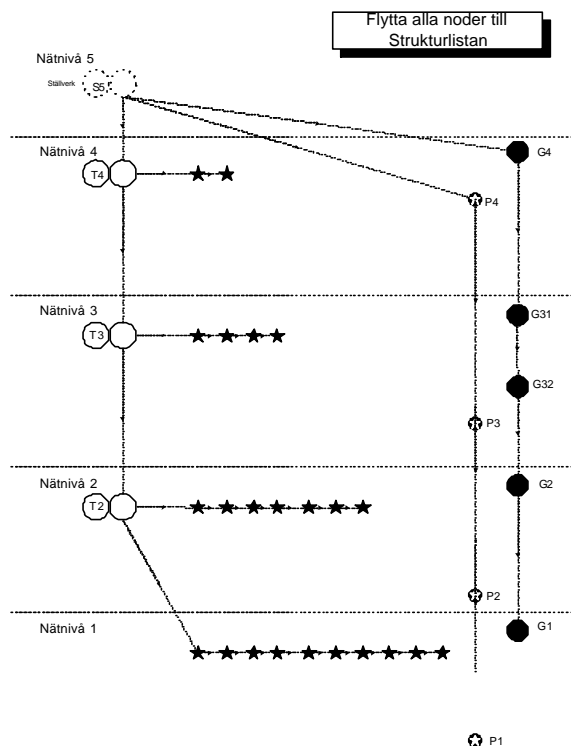 Flytta alla noder till
Strukturlistan
Nätnivå 5
Ställverk
S5
Nätnivå 4
G4
T4
P4
Nätnivå 3
G31
T3
G32
P3
Nätnivå 2
G2
T2
P2
Nätnivå 1
G1
P1